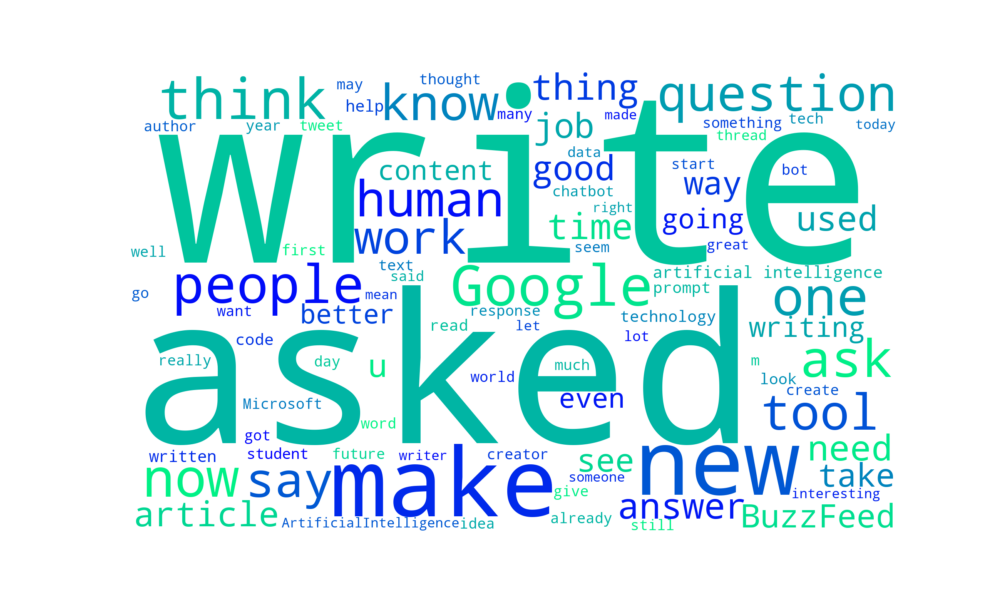 think may thought know help many thing made question
author year tweet job something tech today
write
thread
data content good start bot
human chatbot way
right time going used
well first work seem great
text said
people Google artificial intelligence
go mean prompt one
want better response technology writing
read let
asked
code lot
really day u much m ask
world look
Microsoft even create tool
word
got
written student future writer creator see new need
now say make someone take
give answer interesting
article ArtificialIntelligence idea already still BuzzFeed